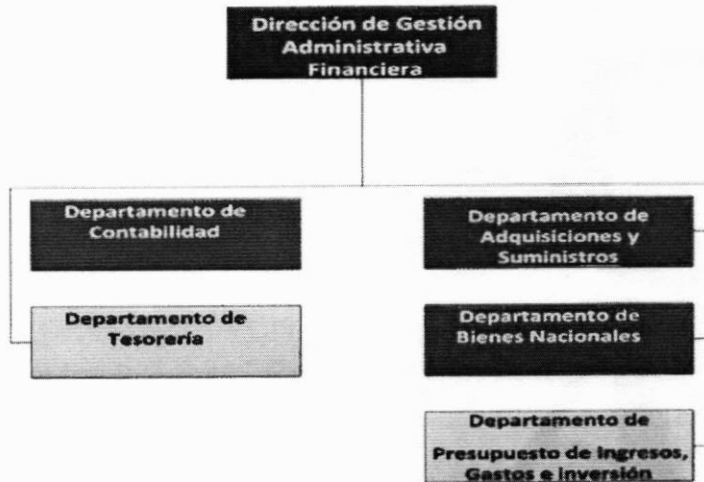 Dirección de Gestión
Administrativa
Financiera
Departamento de
Contabilidad
Departamento de
Tesorería
Departamento de
Adquisiciones y
Suministros
Departamento de
Bienes Nacionales
Departamento de
Presupuesto de Ingresos,
Gastos e Inversión